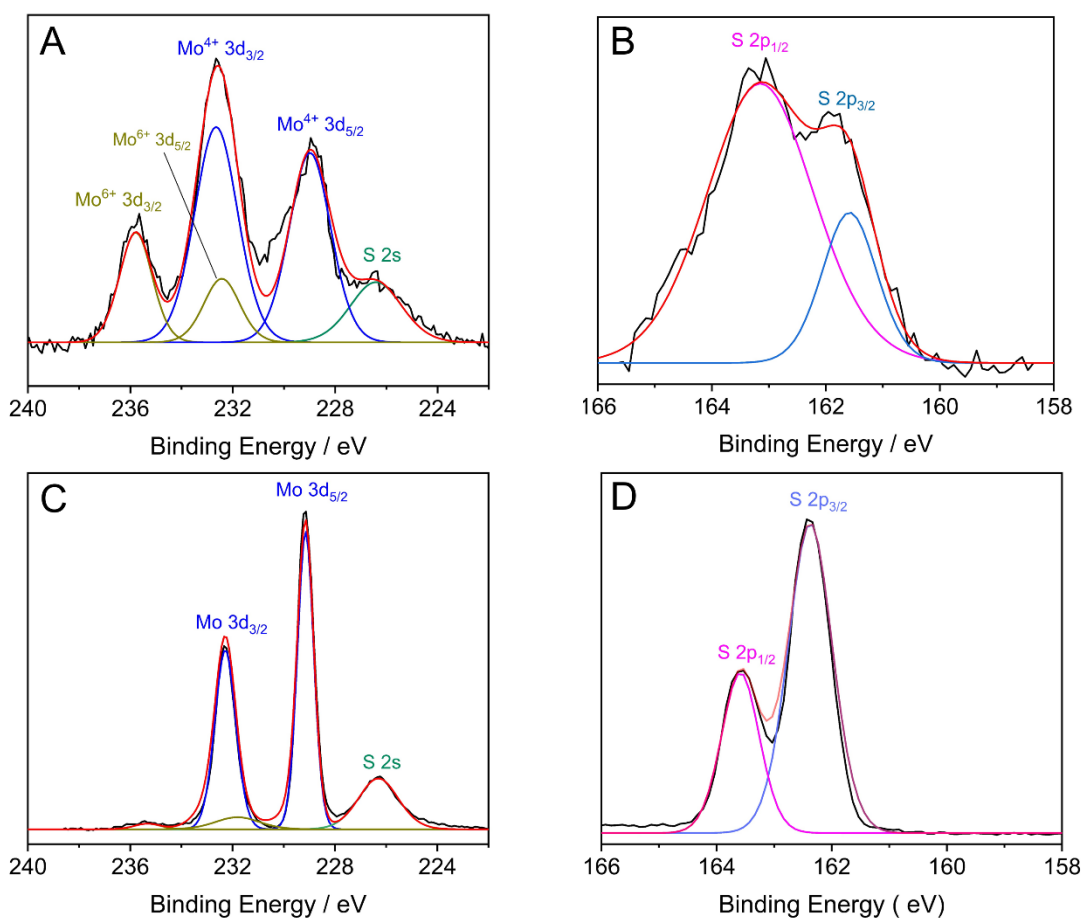 A
Mo⁴⁺ 3d₃/₂
Mo⁴⁺ 3d₅/₂
Mo⁶⁺ 3d₅/₂
Mo⁶⁺ 3d₃/₂
S 2s
240 236 232 228 224
Binding Energy / eV
B
S 2p₁/₂
S 2p₃/₂
166 164 162 160 158
Binding Energy / eV
C
Mo 3d₅/₂
Mo 3d₃/₂
S 2s
240 236 232 228 224
Binding Energy / eV
D
S 2p₃/₂
S 2p₁/₂
166 164 162 160 158
Binding Energy ( eV)